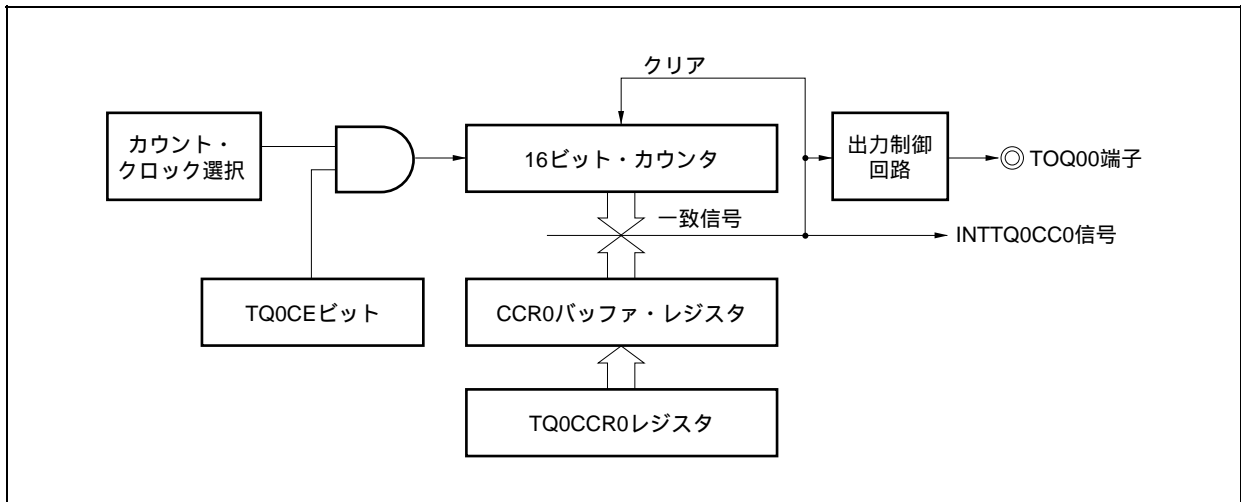 クリア
カウント・
クロック選択
16ビット・カウンタ
出力制御
回路
TOQ00端子
一致信号
INTTQ0CC0信号
TQ0CEビット
CCR0バッファ・レジスタ
TQ0CCR0レジスタ